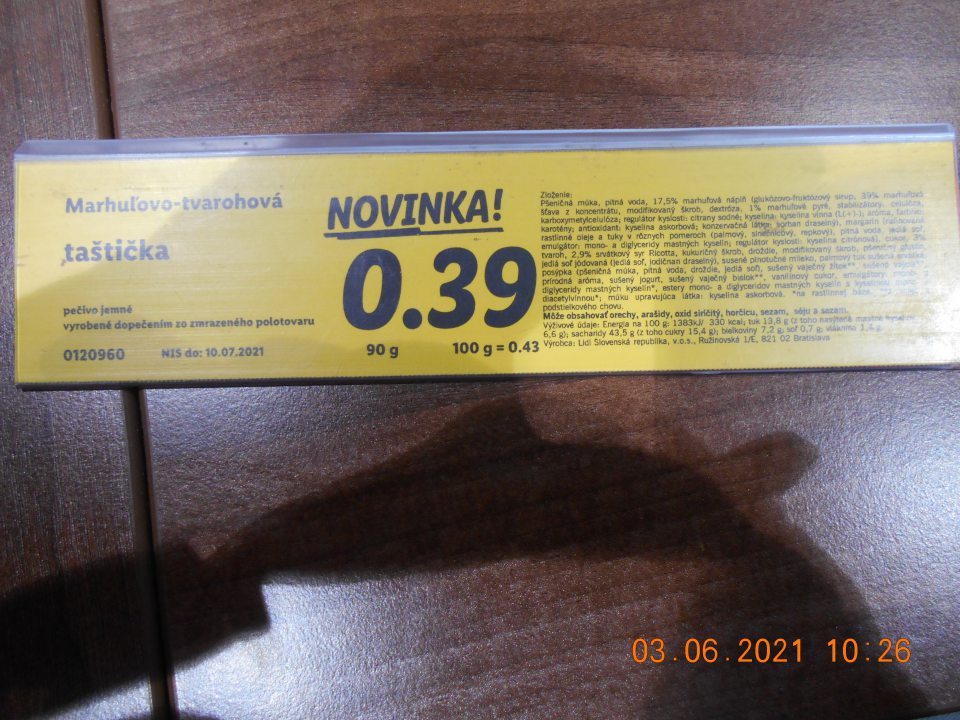 Marhuľovo-tvarohová
taštička
pečivo jemné
vyrobené dopečením zo zmrazeného polotovaru
0120960 NIS do: 10.07.2021
NOVINKA!
0.39
90 g 100 g = 0.43
Zloženie:
Pšeničná múka, pitná voda, 17,5% marhuľová náplň (glukózovo-fruktózový sirup, 39% marhuľová
šťava z koncentrátu, modifikovaný škrob, dextróza, 1% marhuľové pyré, stabilizátory: celulóza,
karboxymetylcelulóza; regulátor kyslosti: citrany sodné; kyselina: kyselina vínna (L(+)-); aróma, farbivo:
karotény; antioxidant: kyselina askorbová; konzervačná látka: sorban draselný), margarín (rafinované
rastlinné oleje a tuky v rôznych pomeroch (palmový, slnečnicový, repkový), pitná voda, jedlá soľ,
emulgátor: mono- a diglyceridy mastných kyselín; regulátor kyslosti: kyselina citrónová), cukor, 3%
tvaroh, 2,9% srvátkový syr Ricotta, kukuričný škrob, droždie, modifikovaný škrob, pšeničný glutén,
jedlá soľ jódovaná (jedlá soľ, jodičnan draselný), sušené plnotučné mlieko, palmový tuk sušená srvátka,
posýpka (pšeničná múka, pitná voda, droždie, jedlá soľ), sušený vaječný žĺtok**, sušený
prírodná aróma, sušený jogurt, sušený vaječný bielok**, vanilínový cukor, emulgátory: mono- a
diglyceridy mastných kyselín*, estery mono- a diglyceridov mastných kyselín s kyselinou
diacetylvínnou*; múku upravujúca látka: kyselina askorbová. *na rastlinnej báze,
podstielkového chovu.
Môže obsahovať orechy, arašidy, oxid siričitý, horčicu, sezam, sóju a sezam.
Výživové údaje: Energia na 100 g: 1383kJ/ 330 kcal; tuk 13,8 g (z toho nasýtené mastné kyseliny
6,6 g); sacharidy 43,5 g (z toho cukry 15,4 g); bielkoviny 7,2 g, soľ 0,7 g; vláknina 1,4 g.
Výrobca: Lidl Slovenská republika, v.o.s., Ružinovská 1/E, 821 02 Bratislava
03.06.2021 10:26